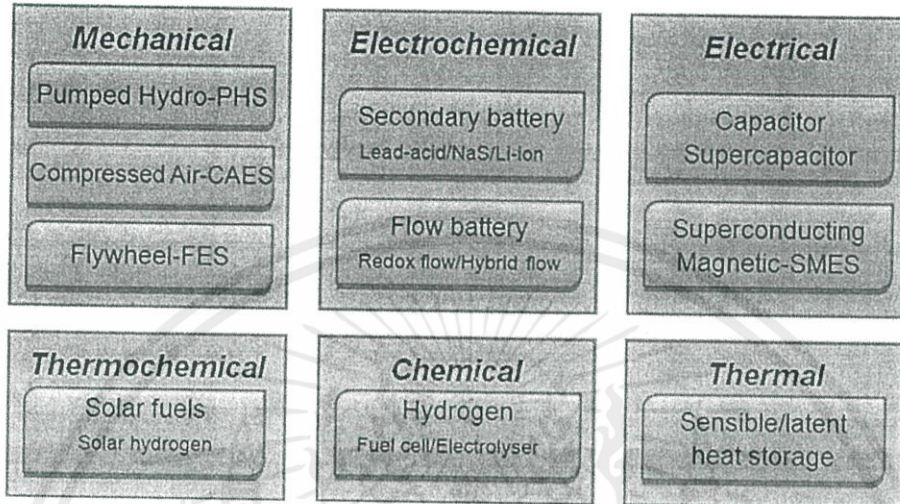 Mechanical
Pumped Hydro-PHS
Compressed Air-CAES
Flywheel-FES
Electrochemical
Secondary battery
Lead-acid/NaS/Li-ion
Flow battery
Redox flow/Hybrid flow
Electrical
Capacitor
Supercapacitor
Superconducting
Magnetic-SMES
Thermochemical
Solar fuels
Solar hydrogen
Chemical
Hydrogen
Fuel cell/Electrolyser
Thermal
Sensible/latent
heat storage